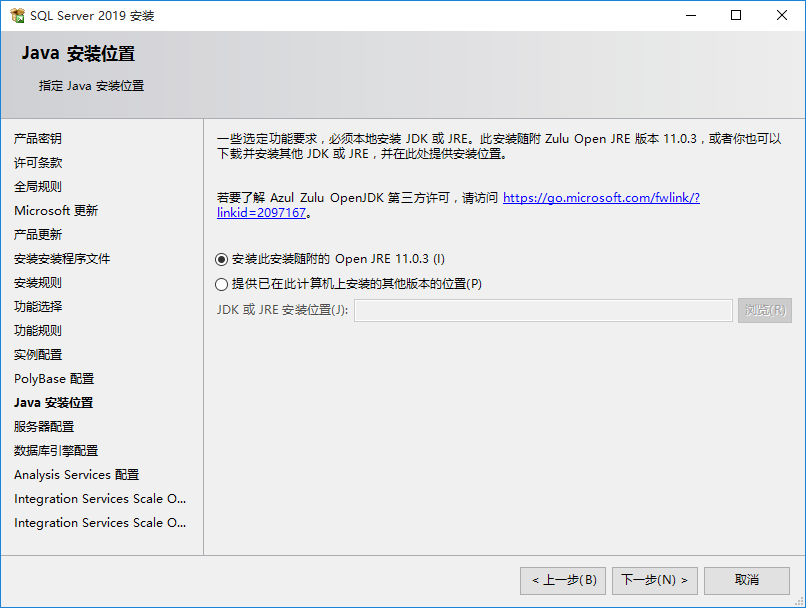 SQL Server 2019 安装
Java 安装位置
指定 Java 安装位置
产品密钥
许可条款
全局规则
Microsoft 更新
产品更新
安装安装程序文件
安装规则
功能选择
功能规则
实例配置
PolyBase 配置
Java 安装位置
服务器配置
数据库引擎配置
Analysis Services 配置
Integration Services Scale O...
Integration Services Scale O...
一些选定功能要求，必须本地安装 JDK 或 JRE。此安装随附 Zulu Open JRE 版本 11.0.3，或者你也可以
下载并安装其他 JDK 或 JRE，并在此处提供安装位置。
若要了解 Azul Zulu OpenJDK 第三方许可，请访问 https://go.microsoft.com/fwlink/?
linkid=2097167。
安装此安装随附的 Open JRE 11.0.3 (I)
提供已在此计算机上安装的其他版本的位置(P)
JDK 或 JRE 安装位置(J):
浏览(R)
< 上一步(B)
下一步(N) >
取消